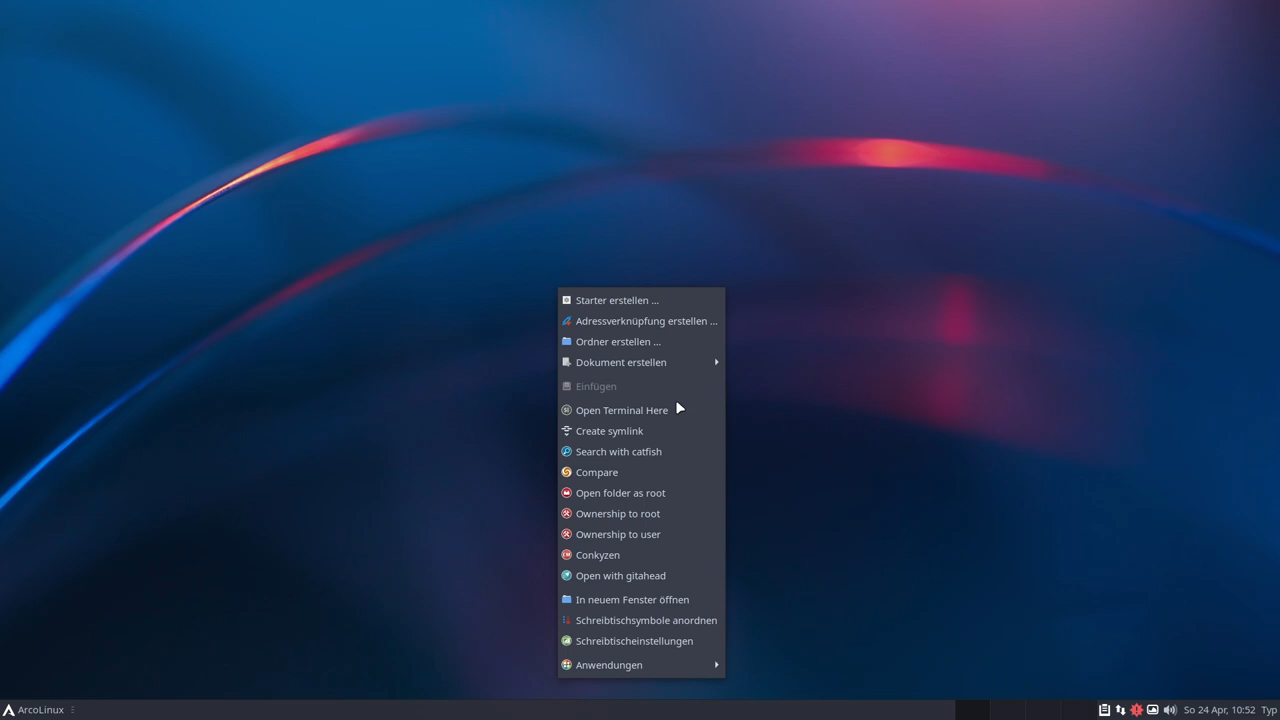 Starter erstellen ...
Adressverknüpfung erstellen ...
Ordner erstellen ...
Dokument erstellen
Einfügen
Open Terminal Here
Create symlink
Search with catfish
Compare
Open folder as root
Ownership to root
Ownership to user
Conkyzen
Open with gitahead
In neuem Fenster öffnen
Schreibtischsymbole anordnen
Schreibtischeinstellungen
Anwendungen
ArcoLinux
So 24 Apr, 10:52 Typ